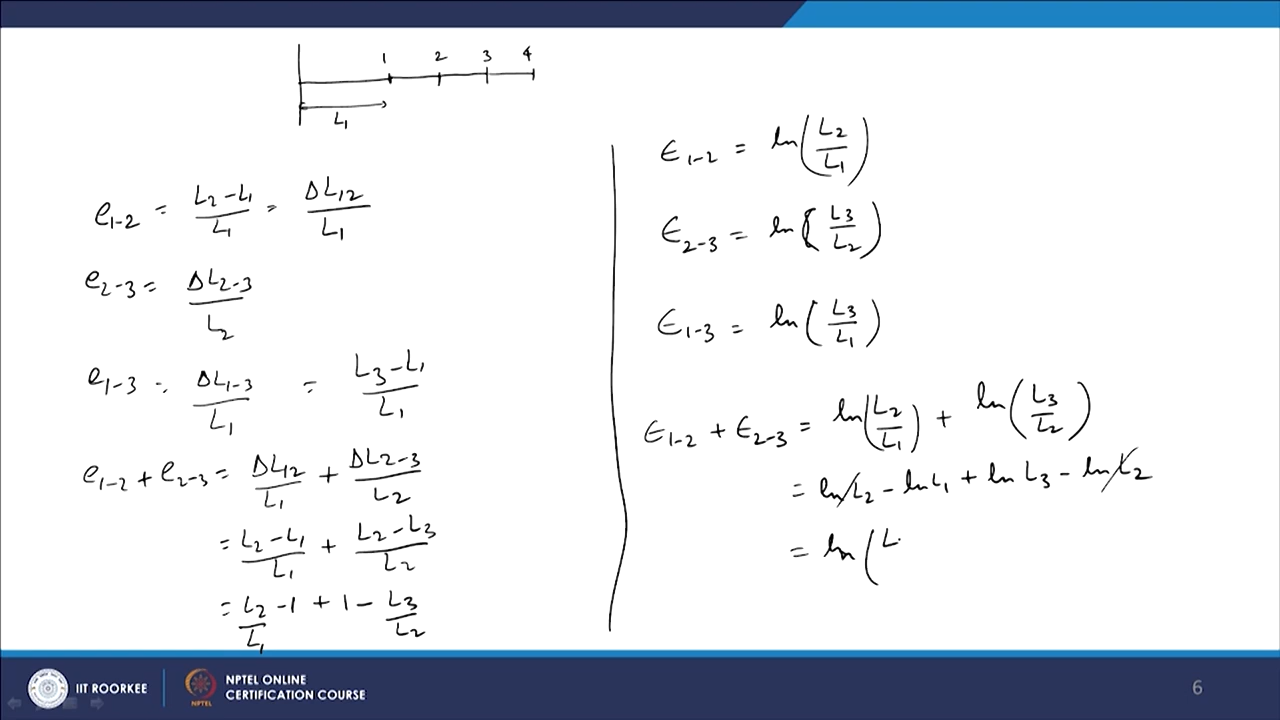 1 2 3 4
L₁
e₁₋₂ = (L₂ - L₁)/L₁ = ΔL₁₂/L₁
e₂₋₃ = ΔL₂₋₃/L₂
e₁₋₃ = ΔL₁₋₃/L₁ = (L₃ - L₁)/L₁
e₁₋₂ + e₂₋₃ = ΔL₁₂/L₁ + ΔL₂₋₃/L₂
= (L₂ - L₁)/L₁ + (L₂ - L₃)/L₂
= L₂/L₁ - 1 + 1 - L₃/L₂
ϵ₁₋₂ = ln(L₂/L₁)
ϵ₂₋₃ = ln(L₃/L₂)
ϵ₁₋₃ = ln(L₃/L₁)
ϵ₁₋₂ + ϵ₂₋₃ = ln(L₂/L₁) + ln(L₃/L₂)
= ln L₂ - ln L₁ + ln L₃ - ln L₂
= ln(L
IIT ROORKEE
NPTEL
NPTEL ONLINE
CERTIFICATION COURSE
6